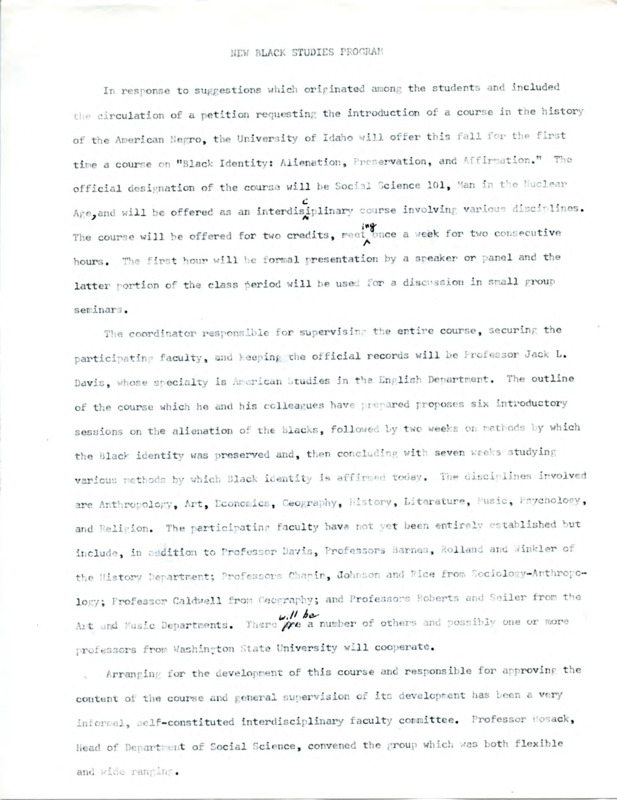 NEW BLACK STUDIES PROGRAM
In response to suggestions which originated among the students and included
the circulation of a petition requesting the introduction of a course in the history
of the American Negro, the University of Idaho will offer this fall for the first
time a course on "Black Identity: Alienation, Preservation, and Affirmation." The
official designation of the course will be Social Science 101, Man in the Nuclear
Age, and will be offered as an interdisciplinary course involving various disciplines.
The course will be offered for two credits, meeting once a week for two consecutive
hours. The first hour will be formal presentation by a speaker or panel and the
latter portion of the class period will be used for a discussion in small group
seminars.
The coordinator responsible for supervising the entire course, securing the
participating faculty, and keeping the official records will be Professor Jack L.
Davis, whose specialty is American Studies in the English Department. The outline
of the course which he and his colleagues have prepared proposes six introductory
sessions on the alienation of the Blacks, followed by two weeks on methods by which
the Black identity was preserved and, then concluding with seven weeks studying
various methods by which Black identity is affirmed today. The disciplines involved
are Anthropology, Art, Economics, Geography, History, Literature, Music, Psychology,
and Religion. The participating faculty have not yet been entirely established but
include, in addition to Professor Davis, Professors Barnes, Rolland and Winkler of
the History Department; Professors Chapin, Johnson and Rice from Sociology-Anthropo-
logy; Professor Caldwell from Geography; and Professors Roberts and Seiler from the
Art and Music Departments. There will be a number of others and possibly one or more
professors from Washington State University will cooperate.
Arranging for the development of this course and responsible for approving the
content of the course and general supervision of its development has been a very
informal, self-constituted interdisciplinary faculty committee. Professor Hosack,
Head of Department of Social Science, convened the group which was both flexible
and wide ranging.